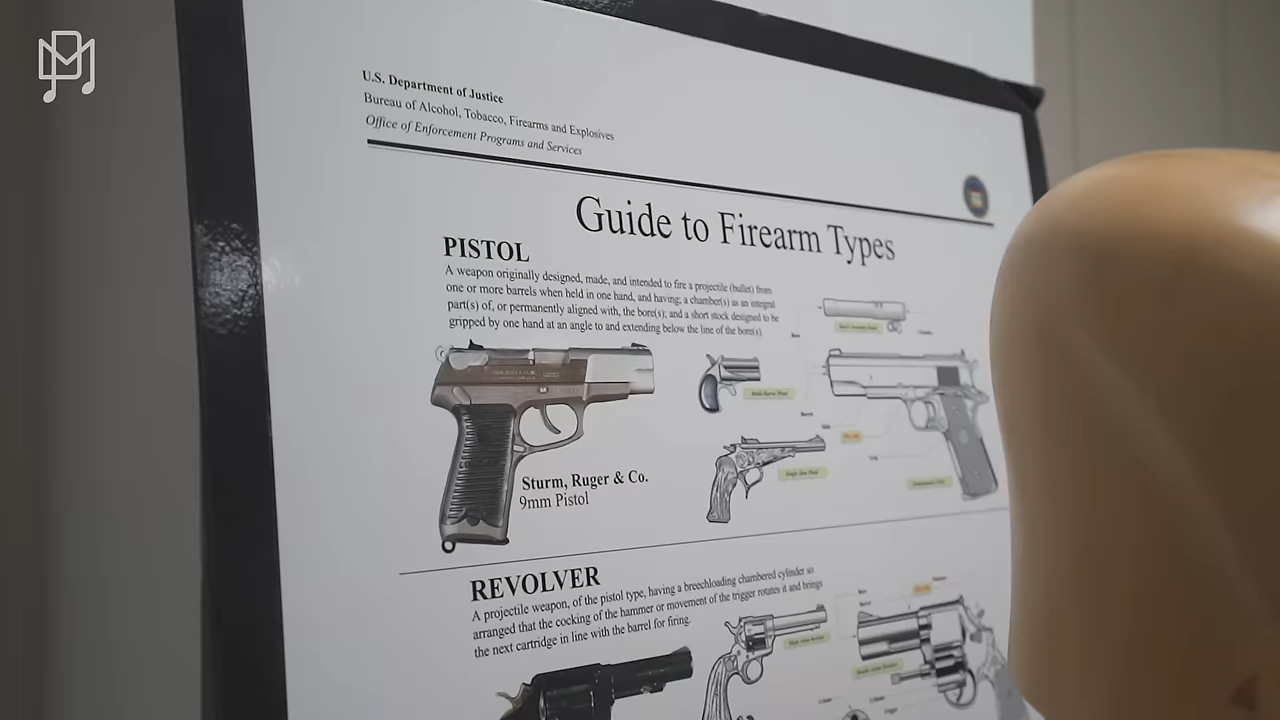 U.S. Department of Justice
Bureau of Alcohol, Tobacco, Firearms and Explosives
Office of Enforcement Programs and Services
Guide to Firearm Types
PISTOL
A weapon originally designed, made, and intended to fire a projectile (bullet) from
one or more barrels when held in one hand, and having; a chamber(s) as an integral
part(s) of, or permanently aligned with, the bore(s); and a short stock designed to be
gripped by one hand at an angle to and extending below the line of the bore(s).
Sturm, Ruger & Co.
9mm Pistol
REVOLVER
A projectile weapon, of the pistol type, having a breechloading chambered cylinder so
arranged that the cocking of the hammer or movement of the trigger rotates it and brings
the next cartridge in line with the barrel for firing.